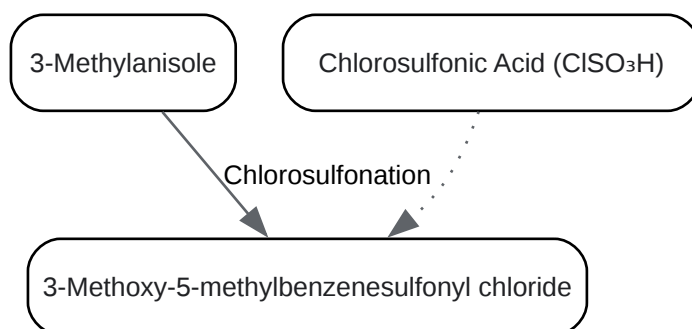 3-Methylanisole
Chlorosulfonic Acid (ClSO₃H)
Chlorosulfonation
3-Methoxy-5-methylbenzenesulfonyl chloride